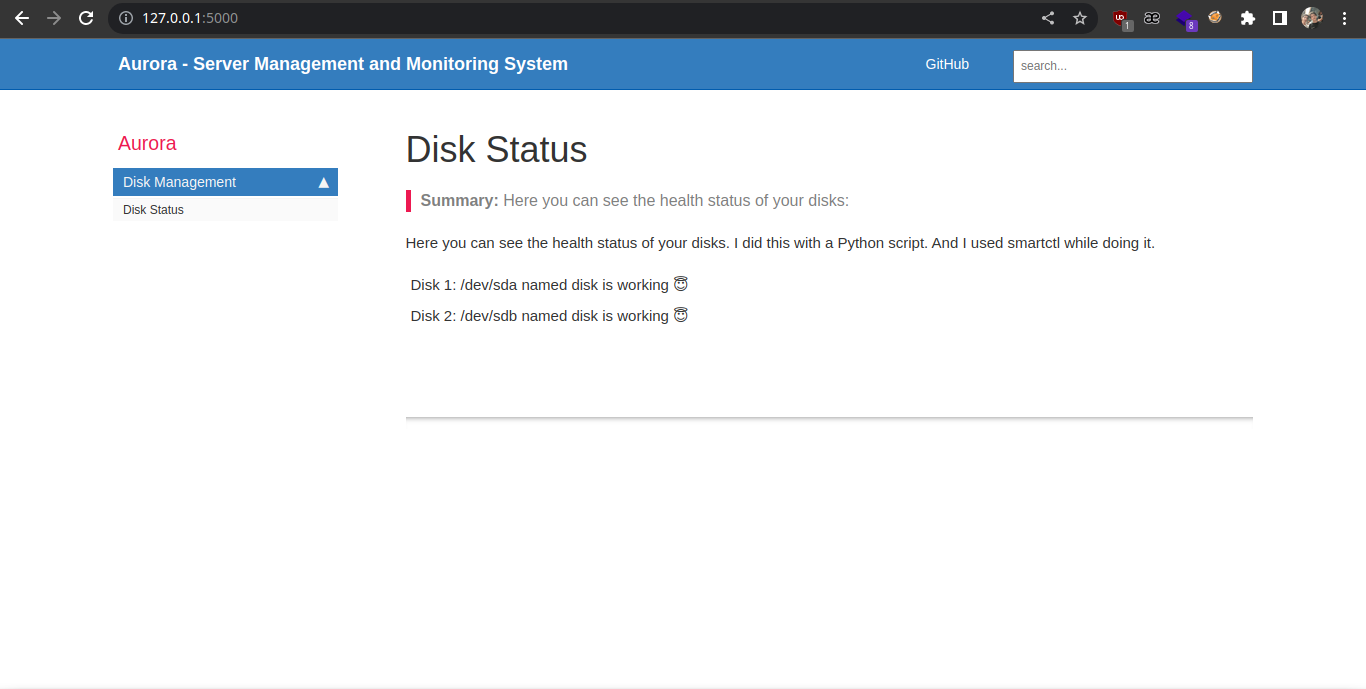 127.0.0.1:5000
1
8
Aurora - Server Management and Monitoring System
GitHub
search...
Aurora
Disk Management
Disk Status
Disk Status
Summary: Here you can see the health status of your disks:
Here you can see the health status of your disks. I did this with a Python script. And I used smartctl while doing it.
Disk 1: /dev/sda named disk is working 😇
Disk 2: /dev/sdb named disk is working 😇